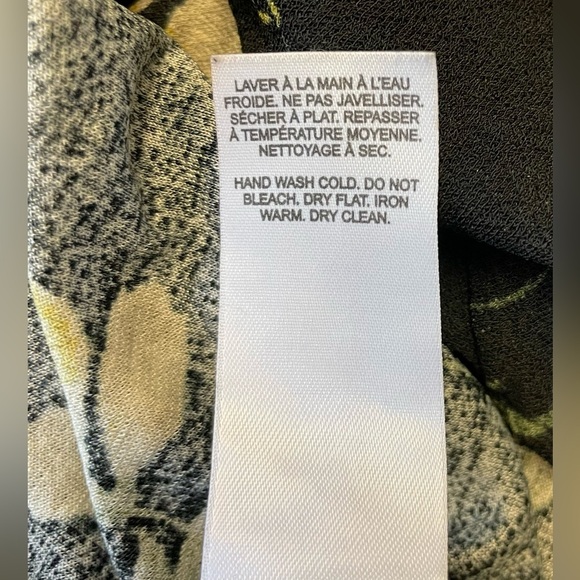 LAVER À LA MAIN À L'EAU
FROIDE. NE PAS JAVELLISER.
SÉCHER À PLAT. REPASSER
À TEMPÉRATURE MOYENNE.
NETTOYAGE À SEC.
HAND WASH COLD. DO NOT
BLEACH. DRY FLAT. IRON
WARM. DRY CLEAN.